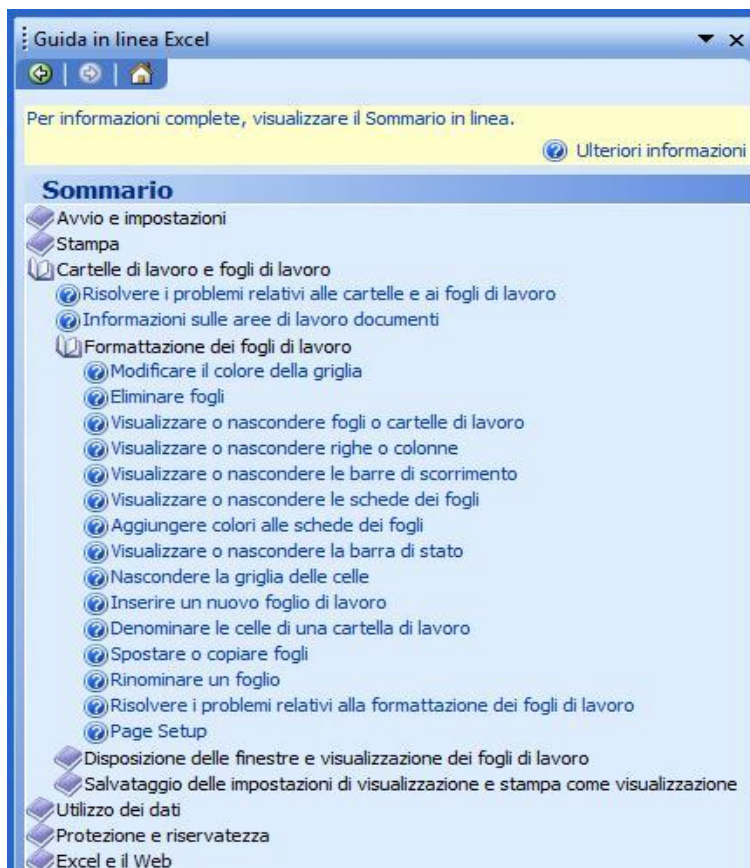 Guida in linea Excel
Per informazioni complete, visualizzare il Sommario in linea.
Ulteriori informazioni
Sommario
Avvio e impostazioni
Stampa
Cartelle di lavoro e fogli di lavoro
Risolvere i problemi relativi alle cartelle e ai fogli di lavoro
Informazioni sulle aree di lavoro documenti
Formattazione dei fogli di lavoro
Modificare il colore della griglia
Eliminare fogli
Visualizzare o nascondere fogli o cartelle di lavoro
Visualizzare o nascondere righe o colonne
Visualizzare o nascondere le barre di scorrimento
Visualizzare o nascondere le schede dei fogli
Aggiungere colori alle schede dei fogli
Visualizzare o nascondere la barra di stato
Nascondere la griglia delle celle
Inserire un nuovo foglio di lavoro
Denominare le celle di una cartella di lavoro
Spostare o copiare fogli
Rinominare un foglio
Risolvere i problemi relativi alla formattazione dei fogli di lavoro
Page Setup
Disposizione delle finestre e visualizzazione dei fogli di lavoro
Salvataggio delle impostazioni di visualizzazione e stampa come visualizzazione
Utilizzo dei dati
Protezione e riservatezza
Excel e il Web